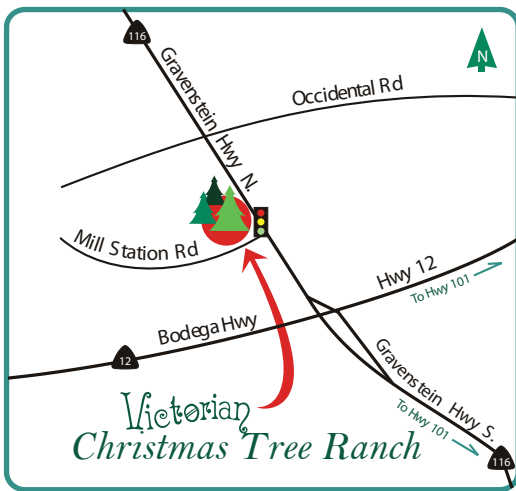 116
N
Gravenstein Hwy N.
Occidental Rd
Mill Station Rd
Hwy 12
To Hwy 101
Bodega Hwy
12
Gravenstein Hwy S.
To Hwy 101
116
Victorian
Christmas Tree Ranch